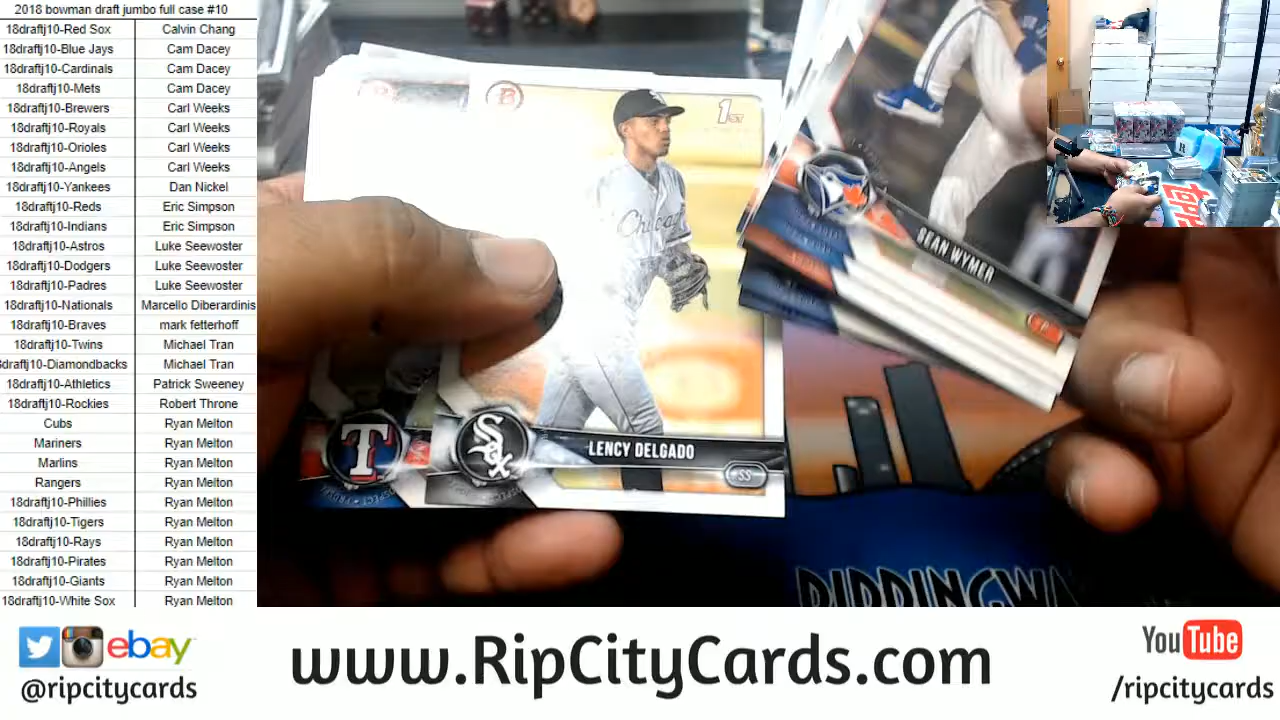 2018 bowman draft jumbo full case #10
18draftj10-Red Sox Calvin Chang
18draftj10-Blue Jays Cam Dacey
18draftj10-Cardinals Cam Dacey
18draftj10-Mets Cam Dacey
18draftj10-Brewers Carl Weeks
18draftj10-Royals Carl Weeks
18draftj10-Orioles Carl Weeks
18draftj10-Angels Carl Weeks
18draftj10-Yankees Dan Nickel
18draftj10-Reds Eric Simpson
18draftj10-Indians Eric Simpson
18draftj10-Astros Luke Seewoster
18draftj10-Dodgers Luke Seewoster
18draftj10-Padres Luke Seewoster
18draftj10-Nationals Marcello Diberardinis
18draftj10-Braves mark fetterhoff
18draftj10-Twins Michael Tran
8draftj10-Diamondbacks Michael Tran
18draftj10-Athletics Patrick Sweeney
18draftj10-Rockies Robert Throne
Cubs Ryan Melton
Mariners Ryan Melton
Marlins Ryan Melton
Rangers Ryan Melton
18draftj10-Phillies Ryan Melton
18draftj10-Tigers Ryan Melton
18draftj10-Rays Ryan Melton
18draftj10-Pirates Ryan Melton
18draftj10-Giants Ryan Melton
18draftj10-White Sox Ryan Melton
B
1ST
Chicago
T
Sox
LENCY DELGADO
SS
SEAN WYMER
P
TOPPS
RIPPINGWA
ebay
@ripcitycards
www.RipCityCards.com
YouTube
/ripcitycards